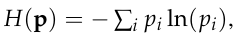 H(p) = − ∑ᵢ pᵢ ln(pᵢ),